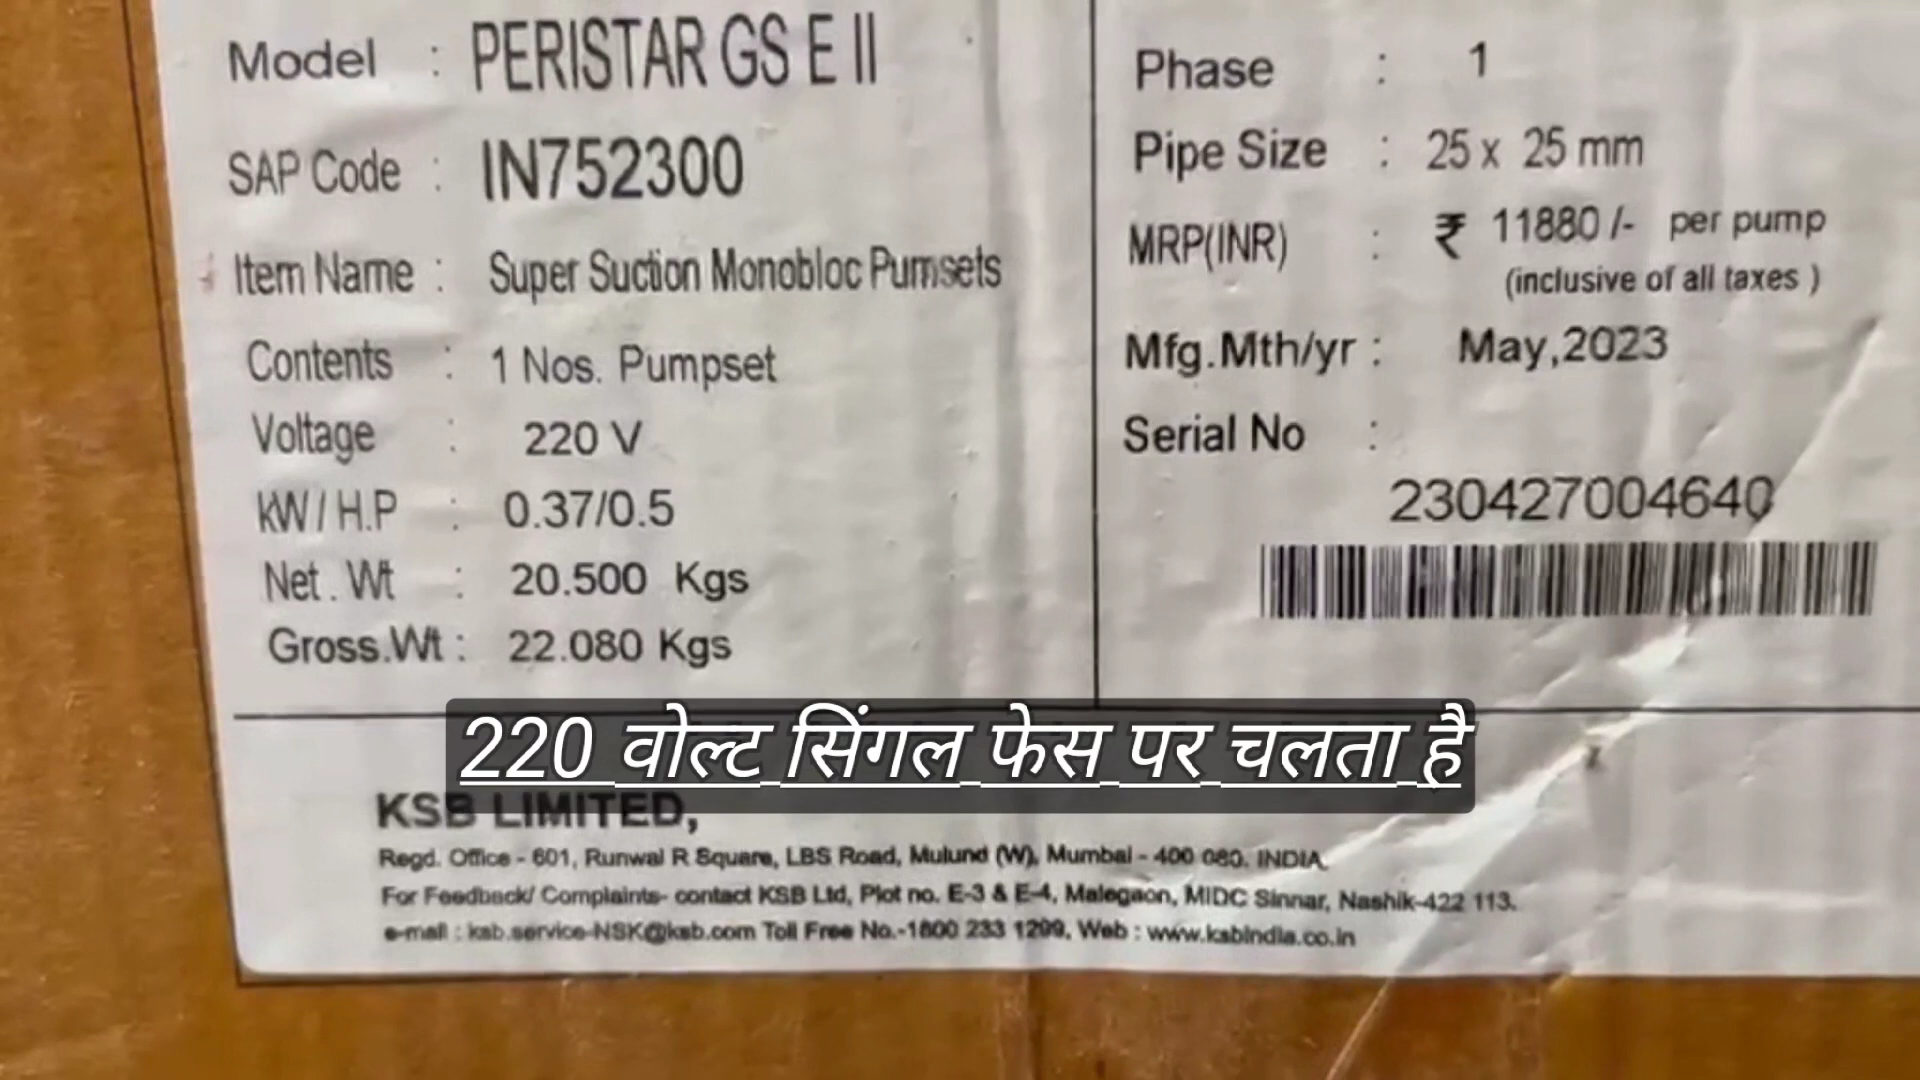 Model : PERISTAR GS E II
SAP Code : IN752300
Item Name : Super Suction Monobloc Pumsets
Contents : 1 Nos. Pumpset
Voltage : 220 V
kW / H.P : 0.37/0.5
Net . Wt : 20.500 Kgs
Gross.Wt : 22.080 Kgs
Phase : 1
Pipe Size : 25 x 25 mm
MRP(INR) : ₹ 11880 /- per pump
(inclusive of all taxes )
Mfg.Mth/yr : May,2023
Serial No :
230427004640
220 वोल्ट सिंगल फेस पर चलता है
KSB LIMITED,
Regd. Office - 601, Runwal R Square, LBS Road, Mulund (W), Mumbai - 400 080. INDIA
For Feedback/ Complaints- contact KSB Ltd, Plot no. E-3 & E-4, Malegaon, MIDC Sinnar, Nashik-422 113.
e-mail : ksb.service-NSK@ksb.com Toll Free No.-1800 233 1299, Web : www.ksbindia.co.in